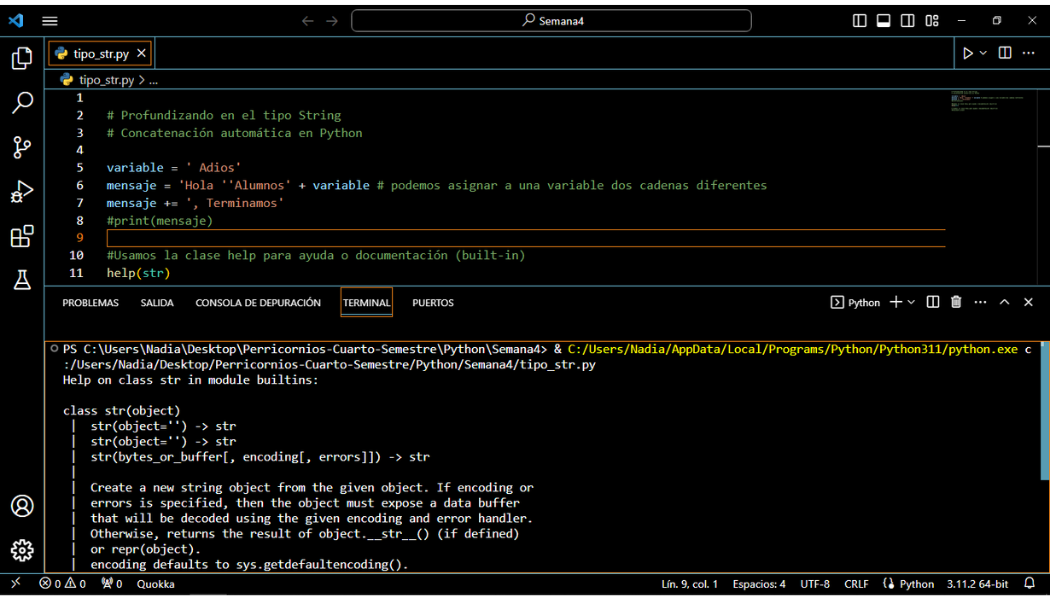 Semana4
tipo_str.py
tipo_str.py > ...
1
2 # Profundizando en el tipo String
3 # Concatenación automática en Python
4
5 variable = ' Adios'
6 mensaje = 'Hola ''Alumnos' + variable # podemos asignar a una variable dos cadenas diferentes
7 mensaje += ', Terminamos'
8 #print(mensaje)
9
10 #Usamos la clase help para ayuda o documentación (built-in)
11 help(str)
PROBLEMAS SALIDA CONSOLA DE DEPURACIÓN TERMINAL PUERTOS Python
PS C:\Users\Nadia\Desktop\Perricornios-Cuarto-Semestre\Python\Semana4> & C:/Users/Nadia/AppData/Local/Programs/Python/Python311/python.exe c
:/Users/Nadia/Desktop/Perricornios-Cuarto-Semestre/Python/Semana4/tipo_str.py
Help on class str in module builtins:
class str(object)
| str(object='') -> str
| str(object='') -> str
| str(bytes_or_buffer[, encoding[, errors]]) -> str
|
| Create a new string object from the given object. If encoding or
| errors is specified, then the object must expose a data buffer
| that will be decoded using the given encoding and error handler.
| Otherwise, returns the result of object.__str__() (if defined)
| or repr(object).
| encoding defaults to sys.getdefaultencoding().
0 0 0 Quokka Lín. 9, col. 1 Espacios: 4 UTF-8 CRLF Python 3.11.2 64-bit